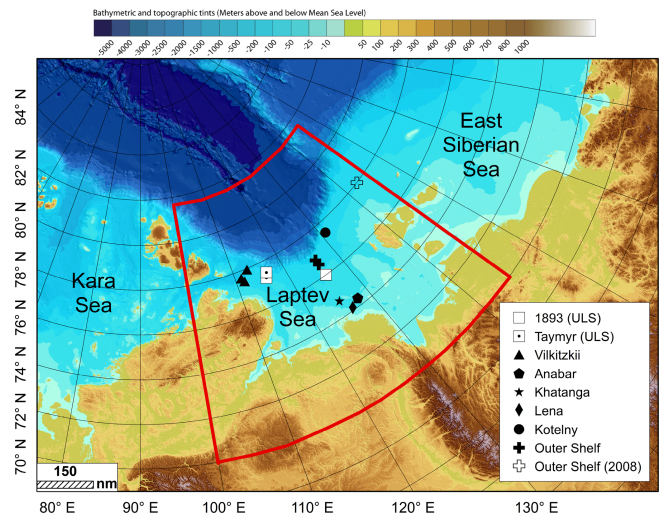 Bathymetric and topographic tints (Meters above and below Mean Sea Level)
-5000 -4000 -3000 -2500 -2000 -1500 -1000 -500 -250 -100 -50 -25 -10 50 100 200 300 400 500 600 700 800 1000
84° N
82° N
80° N
78° N
76° N
74° N
72° N
70° N
East
Siberian
Sea
Kara
Sea
Laptev
Sea
1893 (ULS)
Taymyr (ULS)
Vilkitzkii
Anabar
Khatanga
Lena
Kotelny
Outer Shelf
Outer Shelf (2008)
150
nm
80° E 90° E 100° E 110° E 120° E 130° E